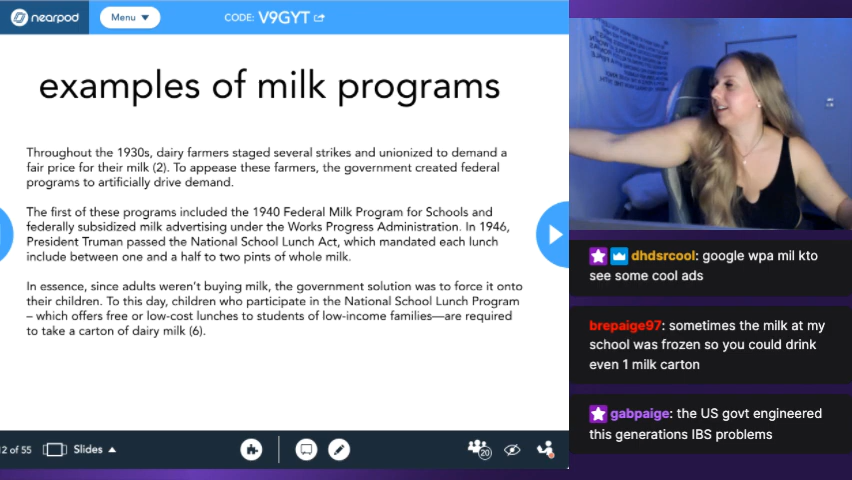 nearpod
Menu ▼
CODE: V9GYT
examples of milk programs
Throughout the 1930s, dairy farmers staged several strikes and unionized to demand a
fair price for their milk (2). To appease these farmers, the government created federal
programs to artificially drive demand.
The first of these programs included the 1940 Federal Milk Program for Schools and
federally subsidized milk advertising under the Works Progress Administration. In 1946,
President Truman passed the National School Lunch Act, which mandated each lunch
include between one and a half to two pints of whole milk.
In essence, since adults weren't buying milk, the government solution was to force it onto
their children. To this day, children who participate in the National School Lunch Program
– which offers free or low-cost lunches to students of low-income families—are required
to take a carton of dairy milk (6).
2 of 55
Slides
20
dhdsrcool: google wpa mil kto
see some cool ads
brepaige97: sometimes the milk at my
school was frozen so you could drink
even 1 milk carton
gabpaige: the US govt engineered
this generations IBS problems